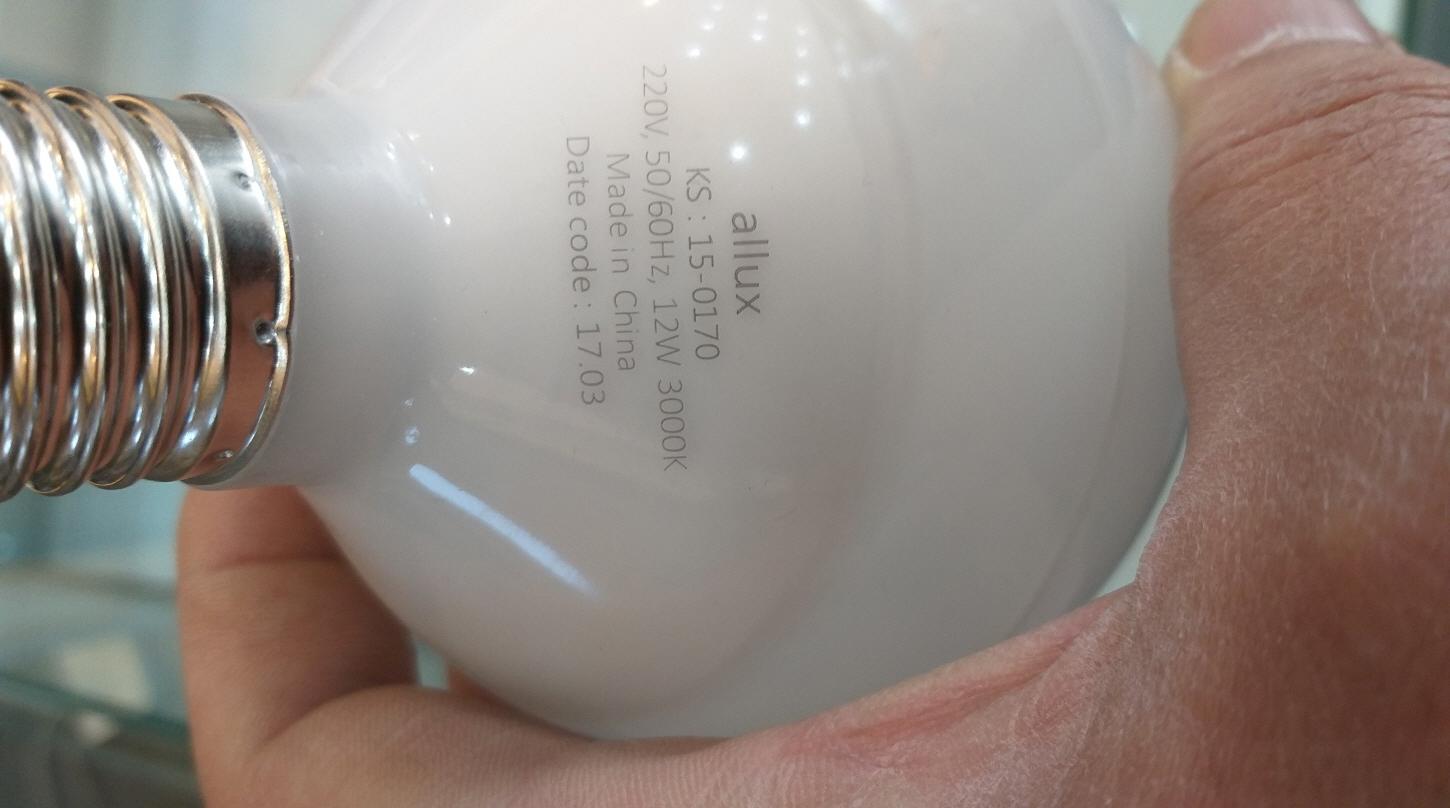 allux
KS : 15-0170
220V, 50/60Hz, 12W 3000K
Made in China
Date code : 17.03